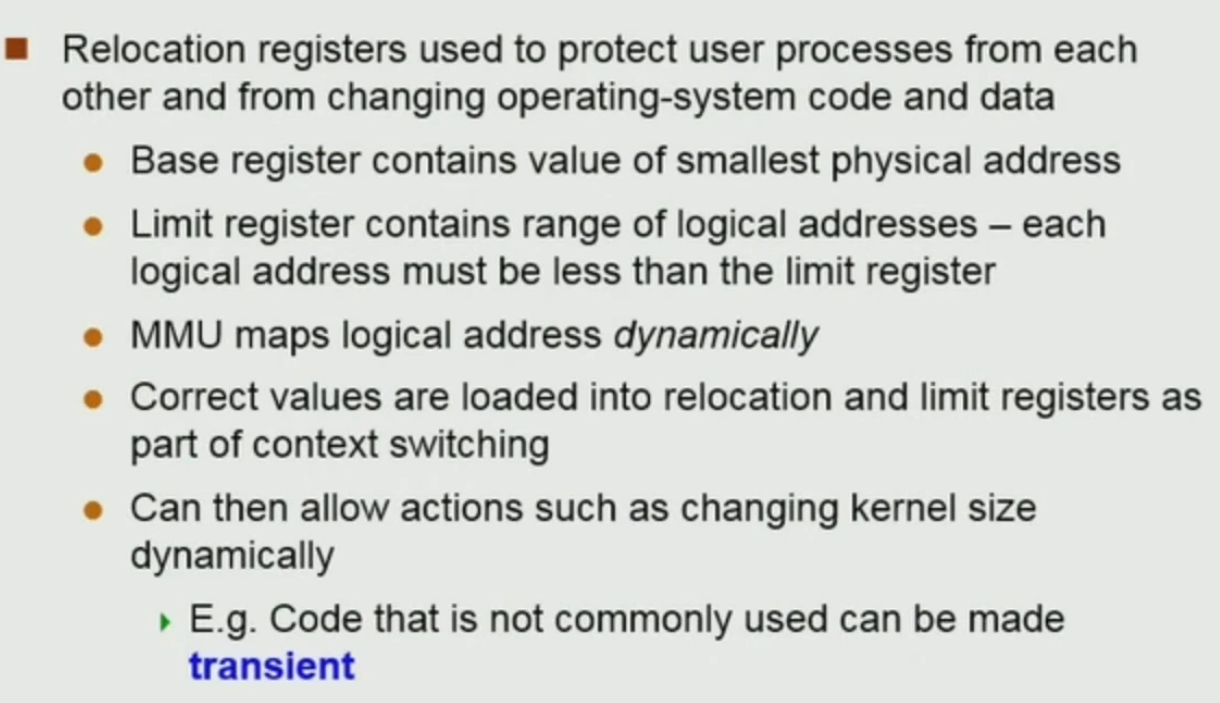 Relocation registers used to protect user processes from each
other and from changing operating-system code and data
Base register contains value of smallest physical address
Limit register contains range of logical addresses – each
logical address must be less than the limit register
MMU maps logical address dynamically
Correct values are loaded into relocation and limit registers as
part of context switching
Can then allow actions such as changing kernel size
dynamically
E.g. Code that is not commonly used can be made
transient